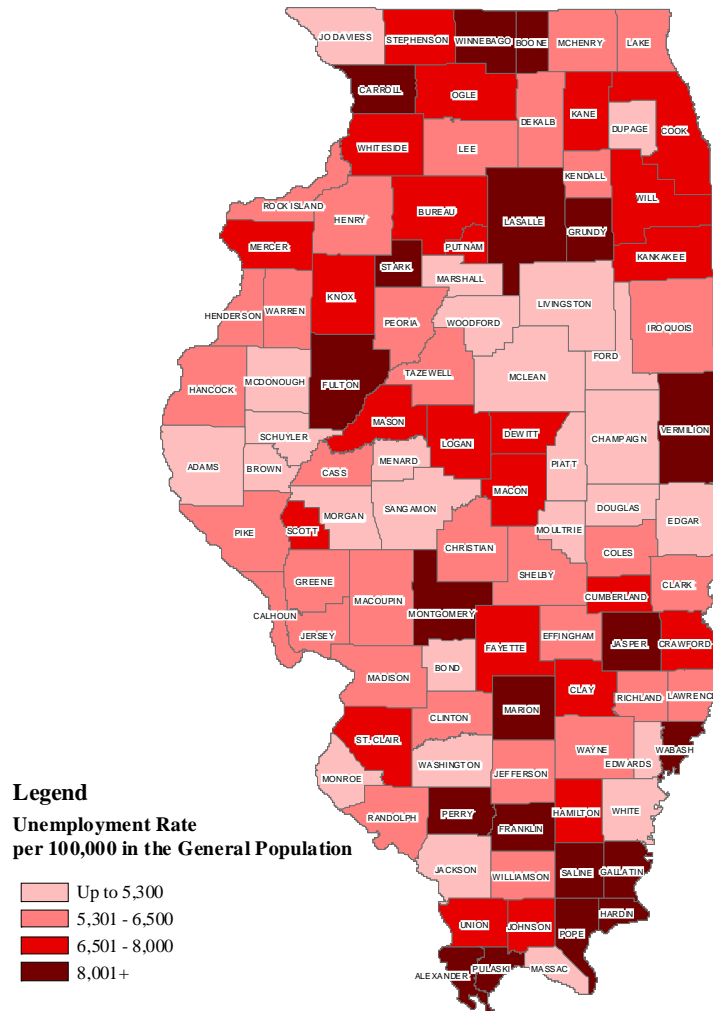 JO DAVIESS
STEPHENSON
WINNEBAGO
BOONE
MCHENRY
LAKE
CARROLL
OGLE
DEKALB
KANE
DUPAGE
COOK
WHITESIDE
LEE
KENDALL
WILL
ROCK ISLAND
HENRY
BUREAU
LASALLE
GRUNDY
MERCER
PUTNAM
KANKAKEE
STARK
MARSHALL
KNOX
LIVINGSTON
HENDERSON
WARREN
PEORIA
WOODFORD
IROQUOIS
FORD
TAZEWELL
MCLEAN
HANCOCK
MCDONOUGH
FULTON
MASON
LOGAN
DEWITT
VERMILION
SCHUYLER
CHAMPAIGN
ADAMS
BROWN
CASS
MENARD
PIATT
MACON
SANGAMON
MORGAN
DOUGLAS
EDGAR
PIKE
SCOTT
MOULTRIE
CHRISTIAN
COLES
SHELBY
GREENE
MACOUPIN
CLARK
CUMBERLAND
CALHOUN
MONTGOMERY
JERSEY
EFFINGHAM
FAYETTE
JASPER
CRAWFORD
BOND
MADISON
CLAY
RICHLAND
LAWRENCE
MARION
CLINTON
ST. CLAIR
WAYNE
WABASH
EDWARDS
WASHINGTON
MONROE
JEFFERSON
RANDOLPH
PERRY
HAMILTON
WHITE
FRANKLIN
JACKSON
WILLIAMSON
SALINE
GALLATIN
UNION
JOHNSON
POPE
HARDIN
ALEXANDER
PULASKI
MASSAC
Legend
Unemployment Rate
per 100,000 in the General Population
Up to 5,300
5,301 - 6,500
6,501 - 8,000
8,001+